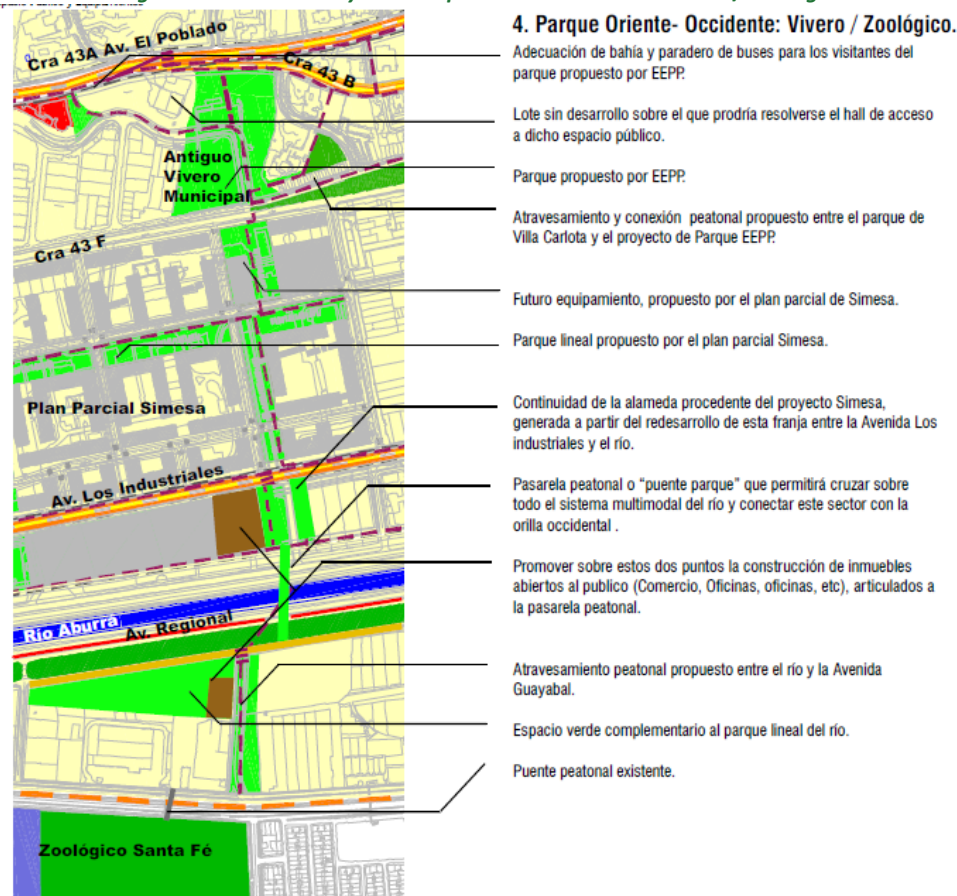 4. Parque Oriente- Occidente: Vivero / Zoológico.
Adecuación de bahía y paradero de buses para los visitantes del
parque propuesto por EEPP.
Lote sin desarrollo sobre el que prodría resolverse el hall de acceso
a dicho espacio público.
Parque propuesto por EEPP.
Atravesamiento y conexión peatonal propuesto entre el parque de
Villa Carlota y el proyecto de Parque EEPP.
Futuro equipamiento, propuesto por el plan parcial de Simesa.
Parque lineal propuesto por el plan parcial Simesa.
Continuidad de la alameda procedente del proyecto Simesa,
generada a partir del redesarrollo de esta franja entre la Avenida Los
industriales y el río.
Pasarela peatonal o “puente parque” que permitirá cruzar sobre
todo el sistema multimodal del río y conectar este sector con la
orilla occidental .
Promover sobre estos dos puntos la construcción de inmuebles
abiertos al publico (Comercio, Oficinas, oficinas, etc), articulados a
la pasarela peatonal.
Atravesamiento peatonal propuesto entre el río y la Avenida
Guayabal.
Espacio verde complementario al parque lineal del río.
Puente peatonal existente.
Cra 43A Av. El Poblado
Cra 43 B
Antiguo
Vivero
Municipal
Cra 43 F
Plan Parcial Simesa
Av. Los Industriales
Rio Aburrá
Av. Regional
Zoológico Santa Fé